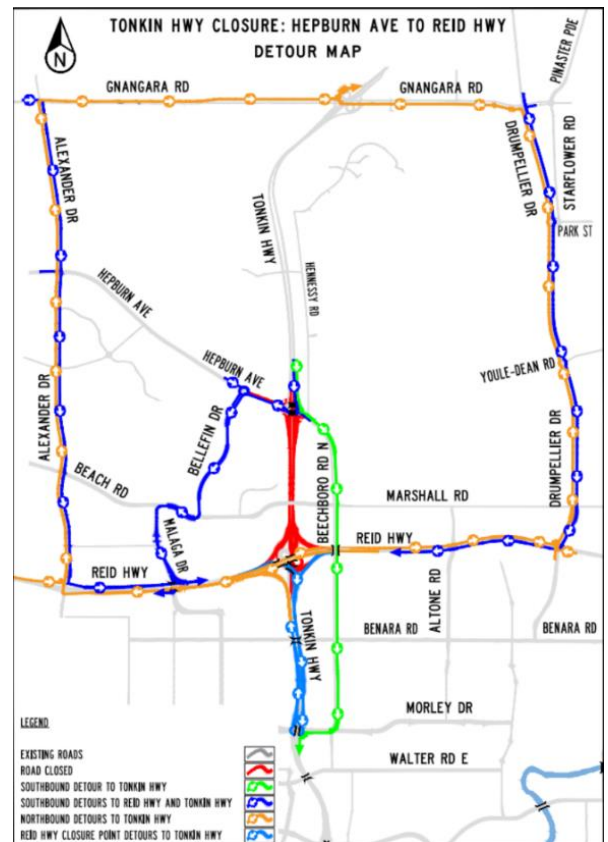 TONKIN HWY CLOSURE: HEPBURN AVE TO REID HWY
DETOUR MAP
N
GNANGARA RD
GNANGARA RD
PINASTER PDE
ALEXANDER DR
TONKIN HWY
DRUMPELLIER DR
STARFLOWER RD
PARK ST
HENNESSY RD
HEPBURN AVE
HEPBURN AVE
YOULE-DEAN RD
ALEXANDER DR
BELLEFIN DR
BEECHBORO RD N
DRUMPELLIER DR
BEACH RD
MARSHALL RD
MALAGA DR
REID HWY
REID HWY
ALTONE RD
TONKIN HWY
BENARA RD
BENARA RD
MORLEY DR
WALTER RD E
LEGEND
EXISTING ROADS
ROAD CLOSED
SOUTHBOUND DETOUR TO TONKIN HWY
SOUTHBOUND DETOURS TO REID HWY AND TONKIN HWY
NORTHBOUND DETOURS TO TONKIN HWY
REID HWY CLOSURE POINT DETOURS TO TONKIN HWY